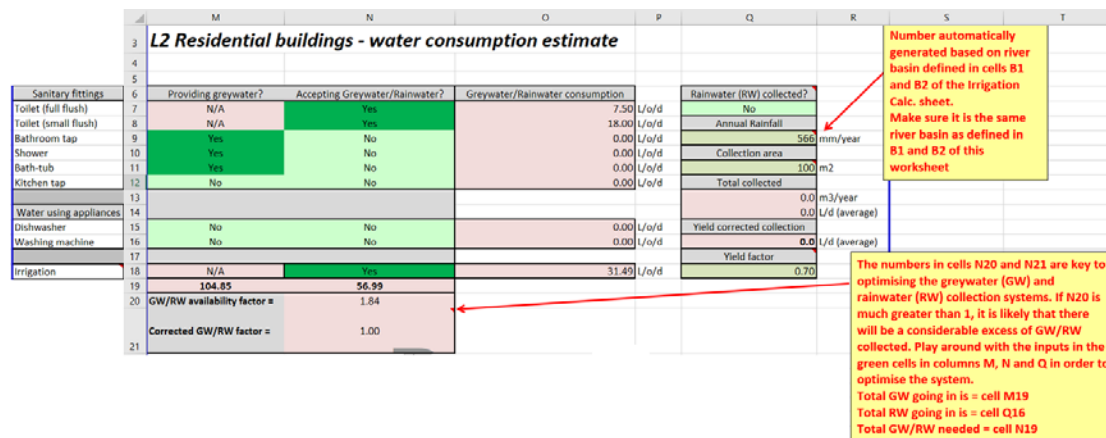 M N O P Q R S T
3 L2 Residential buildings - water consumption estimate
4
5
Sanitary fittings 6 Providing greywater? Accepting Greywater/Rainwater? Greywater/Rainwater consumption Rainwater (RW) collected?
Toilet (full flush) 7 N/A Yes 7.50 L/o/d No
Toilet (small flush) 8 N/A Yes 18.00 L/o/d Annual Rainfall
Bathroom tap 9 Yes No 0.00 L/o/d 566 mm/year
Shower 10 Yes No 0.00 L/o/d Collection area
Bath-tub 11 Yes No 0.00 L/o/d 100 m2
Kitchen tap 12 No No 0.00 L/o/d Total collected
13 0.0 m3/year
Water using appliances 14 0.0 L/d (average)
Dishwasher 15 No No 0.00 L/o/d Yield corrected collection
Washing machine 16 No No 0.00 L/o/d 0.0 L/d (average)
17 Yield factor
Irrigation 18 N/A Yes 31.49 L/o/d 0.70
19 104.85 56.99
20 GW/RW availability factor = 1.84
Corrected GW/RW factor = 1.00
21
Number automatically
generated based on river
basin defined in cells B1
and B2 of the Irrigation
Calc. sheet.
Make sure it is the same
river basin as defined in
B1 and B2 of this
worksheet
The numbers in cells N20 and N21 are key to
optimising the greywater (GW) and
rainwater (RW) collection systems. If N20 is
much greater than 1, it is likely that there
will be a considerable excess of GW/RW
collected. Play around with the inputs in the
green cells in columns M, N and Q in order to
optimise the system.
Total GW going in is = cell M19
Total RW going in is = cell Q16
Total GW/RW needed = cell N19